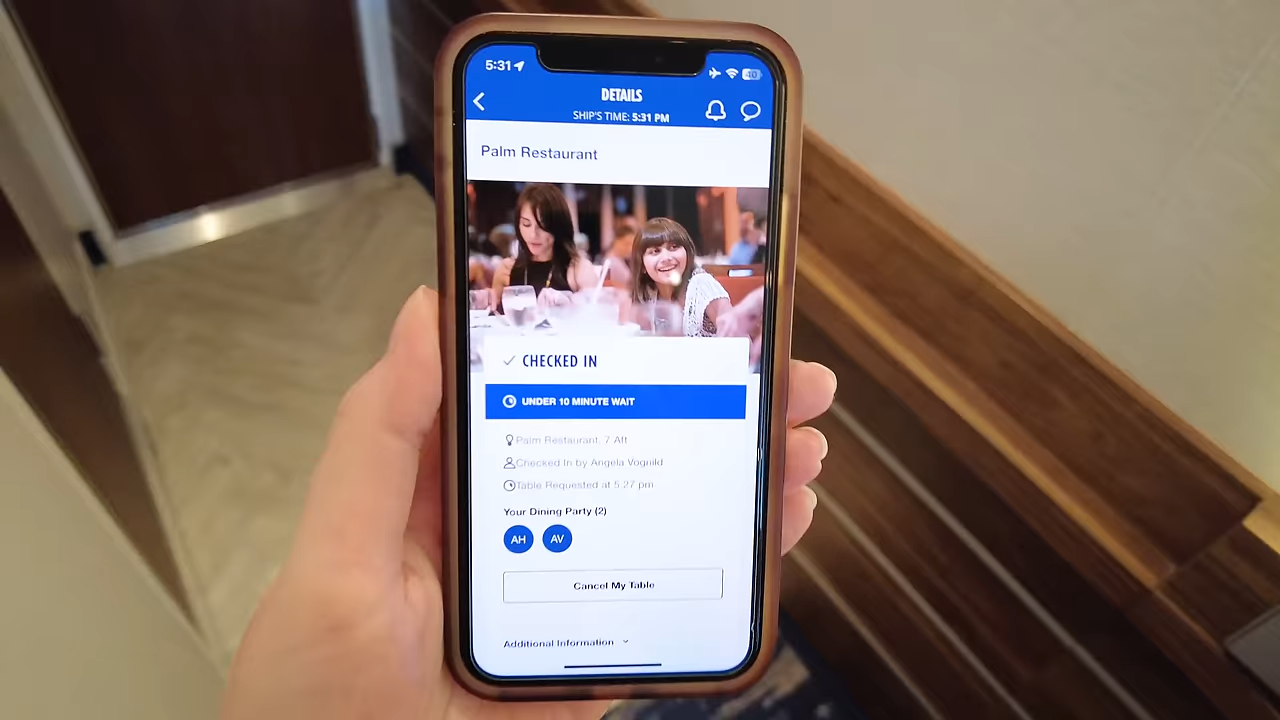 5:31
40
DETAILS
SHIP'S TIME: 5:31 PM
Palm Restaurant
CHECKED IN
UNDER 10 MINUTE WAIT
Palm Restaurant, 7 Aft
Checked In by Angela Vognild
Table Requested at 5:27 pm
Your Dining Party (2)
AH AV
Cancel My Table
Additional Information